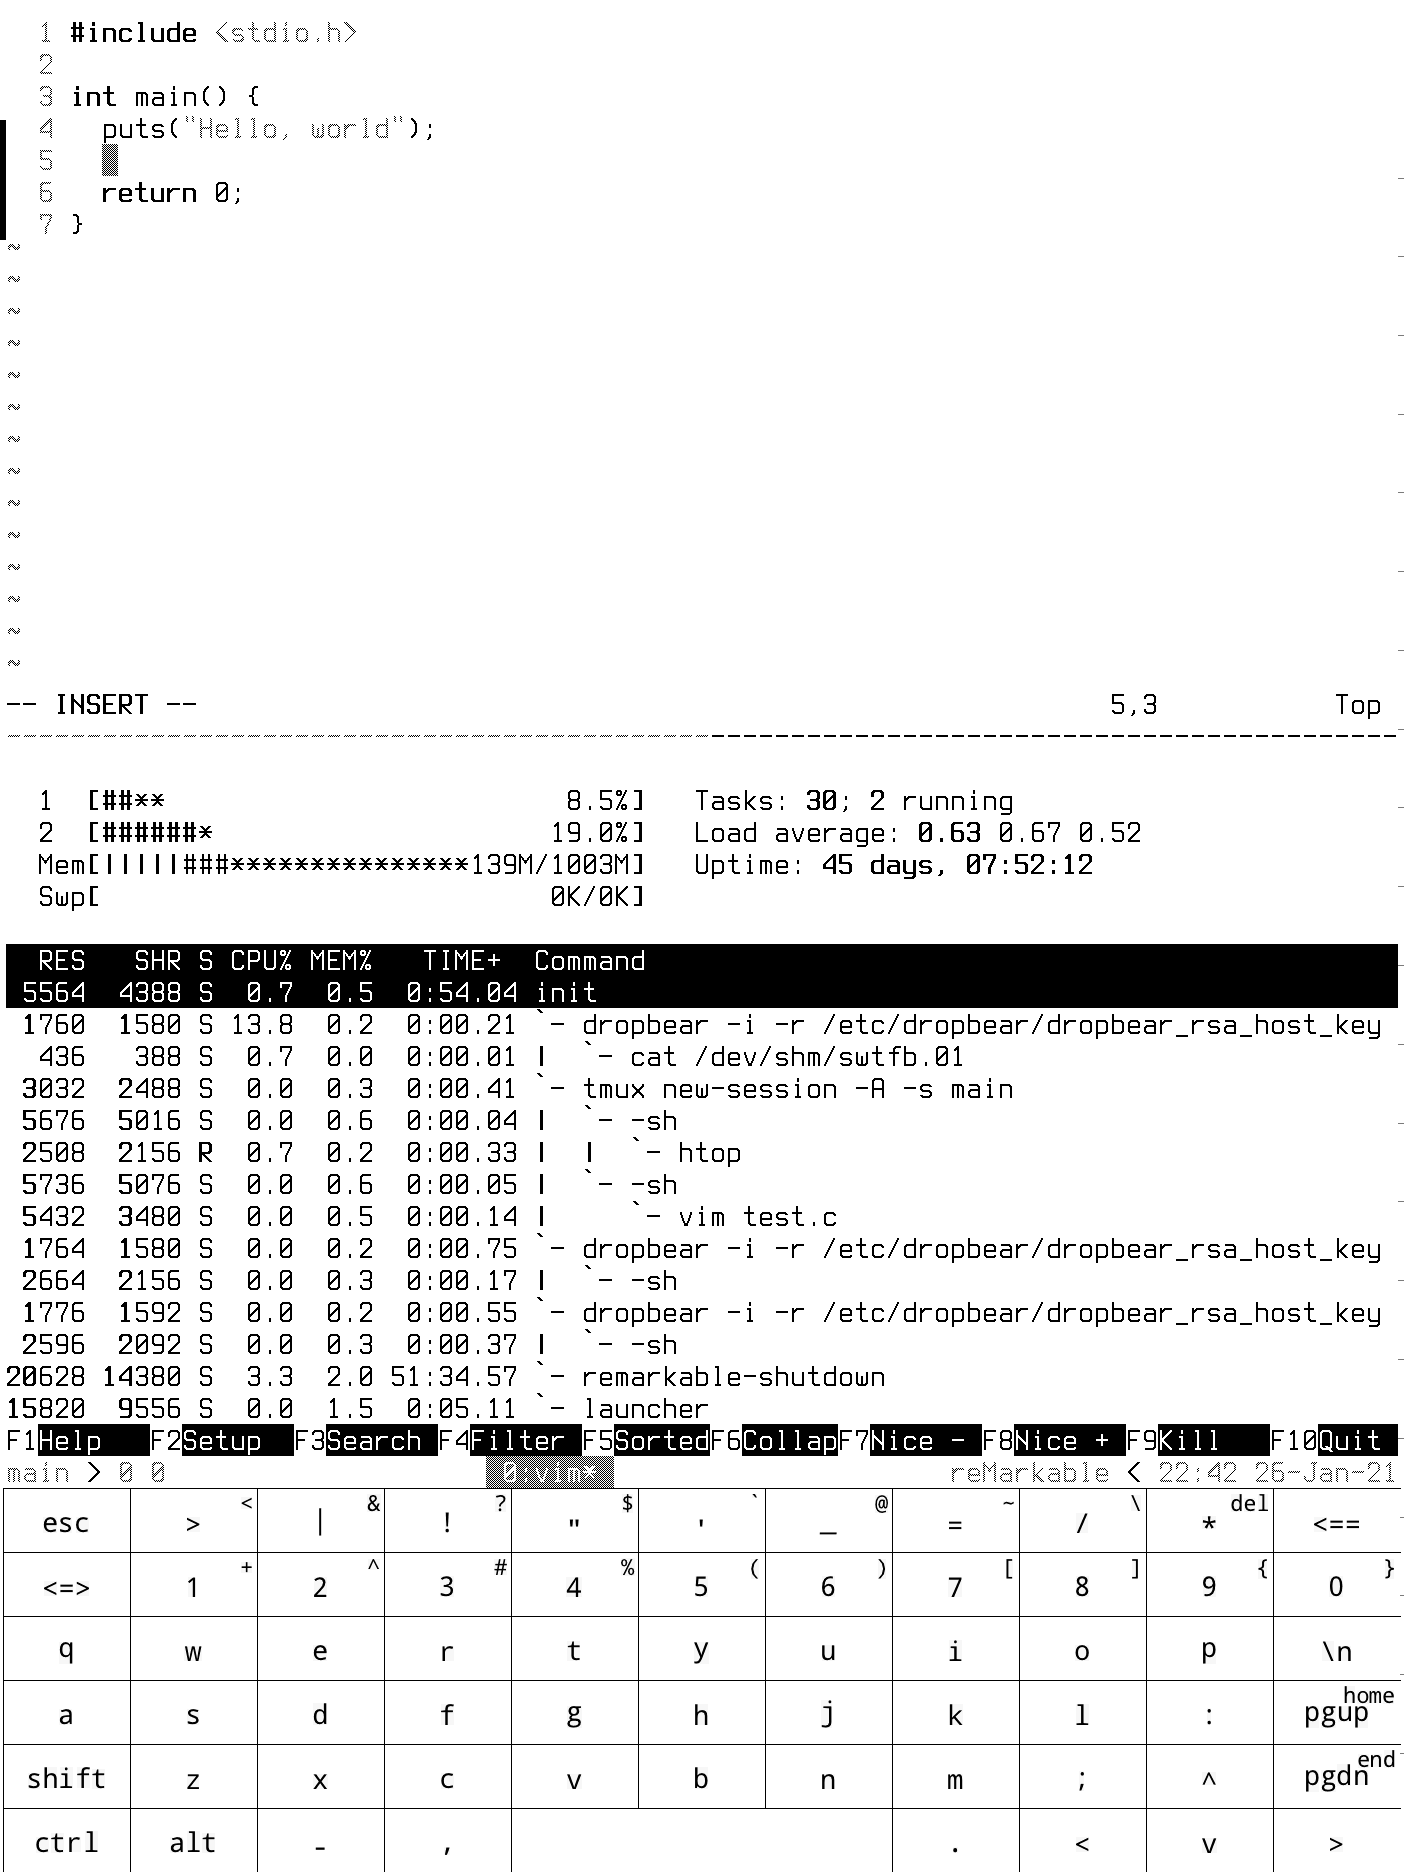 1 #include <stdio.h>
2
3 int main() {
4   puts("Hello, world");
5
6   return 0;
7 }
~
~
~
~
~
~
~
~
~
~
~
~
~
~
-- INSERT -- 5,3 Top
1 [##** 8.5%] Tasks: 30; 2 running
2 [######* 19.0%] Load average: 0.63 0.67 0.52
Mem[|||||###***************139M/1003M] Uptime: 45 days, 07:52:12
Swp[ 0K/0K]
RES SHR S CPU% MEM% TIME+ Command
5564 4388 S 0.7 0.5 0:54.04 init
1760 1580 S 13.8 0.2 0:00.21 `- dropbear -i -r /etc/dropbear/dropbear_rsa_host_key
436 388 S 0.7 0.0 0:00.01 |  `- cat /dev/shm/swtfb.01
3032 2488 S 0.0 0.3 0:00.41 `- tmux new-session -A -s main
5676 5016 S 0.0 0.6 0:00.04 |  `- -sh
2508 2156 R 0.7 0.2 0:00.33 |  |  `- htop
5736 5076 S 0.0 0.6 0:00.05 |  `- -sh
5432 3480 S 0.0 0.5 0:00.14 |     `- vim test.c
1764 1580 S 0.0 0.2 0:00.75 `- dropbear -i -r /etc/dropbear/dropbear_rsa_host_key
2664 2156 S 0.0 0.3 0:00.17 |  `- -sh
1776 1592 S 0.0 0.2 0:00.55 `- dropbear -i -r /etc/dropbear/dropbear_rsa_host_key
2596 2092 S 0.0 0.3 0:00.37 |  `- -sh
20628 14380 S 3.3 2.0 51:34.57 `- remarkable-shutdown
15820 9556 S 0.0 1.5 0:05.11 `- launcher
F1Help F2Setup F3Search F4Filter F5SortedF6CollapF7Nice - F8Nice + F9Kill F10Quit
main > 0 0 0:vim* reMarkable < 22:42 26-Jan-21
esc > < | & ! ? " $ ' ` _ @ = ~ / \ * del <==
<=> 1 + 2 ^ 3 # 4 % 5 ( 6 ) 7 [ 8 ] 9 { 0 }
q w e r t y u i o p \n
a s d f g h j k l : pgup home
shift z x c v b n m ; ^ pgdn end
ctrl alt - , . < v >